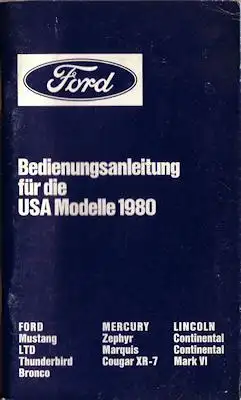 Ford
Bedienungsanleitung
für die
USA Modelle 1980
FORD
Mustang
LTD
Thunderbird
Bronco
MERCURY
Zephyr
Marquis
Cougar XR-7
LINCOLN
Continental
Continental
Mark VI